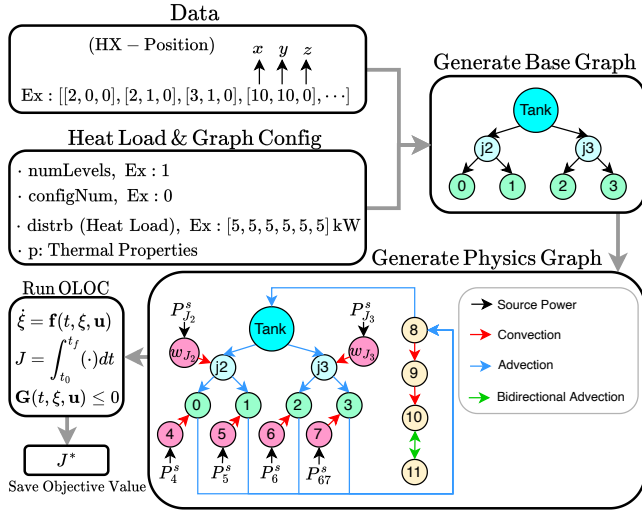 Data
(HX – Position)
x y z
Ex : [[2, 0, 0], [2, 1, 0], [3, 1, 0], [10, 10, 0], · · · ]
Heat Load & Graph Config
· numLevels, Ex : 1
· configNum, Ex : 0
· distrb (Heat Load), Ex : [5, 5, 5, 5, 5, 5] kW
· p: Thermal Properties
Generate Base Graph
Tank
j2 j3
0 1 2 3
Generate Physics Graph
P^s_{J_2} P^s_{J_3}
Tank
w_{J_2} w_{J_3}
j2 j3
0 1 2 3
4 5 6 7
P^s_4 P^s_5 P^s_6 P^s_{67}
8
9
10
11
Source Power
Convection
Advection
Bidirectional Advection
Run OLOC
ξ̇ = f(t, ξ, u)
J = ∫_{t_0}^{t_f} (·)dt
G(t, ξ, u) ≤ 0
J*
Save Objective Value